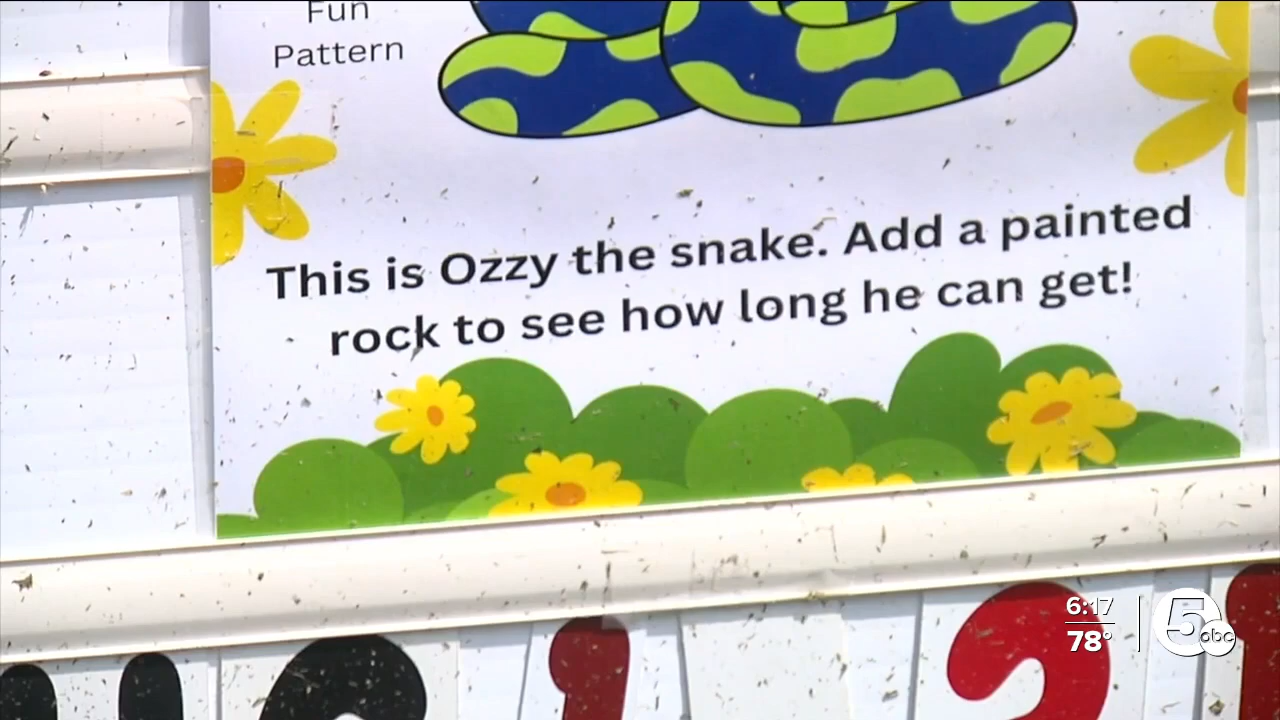 Fun
Pattern
This is Ozzy the snake. Add a painted
rock to see how long he can get!
6:17
78°
5
abc